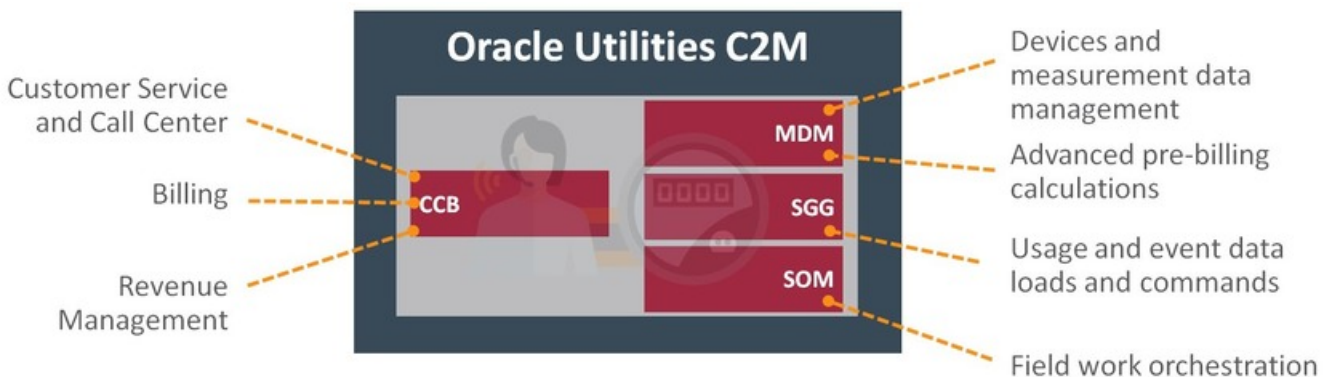 Oracle Utilities C2M
Customer Service
and Call Center
Billing
Revenue
Management
CCB
MDM
SGG
SOM
0000
Devices and
measurement data
management
Advanced pre-billing
calculations
Usage and event data
loads and commands
Field work orchestration